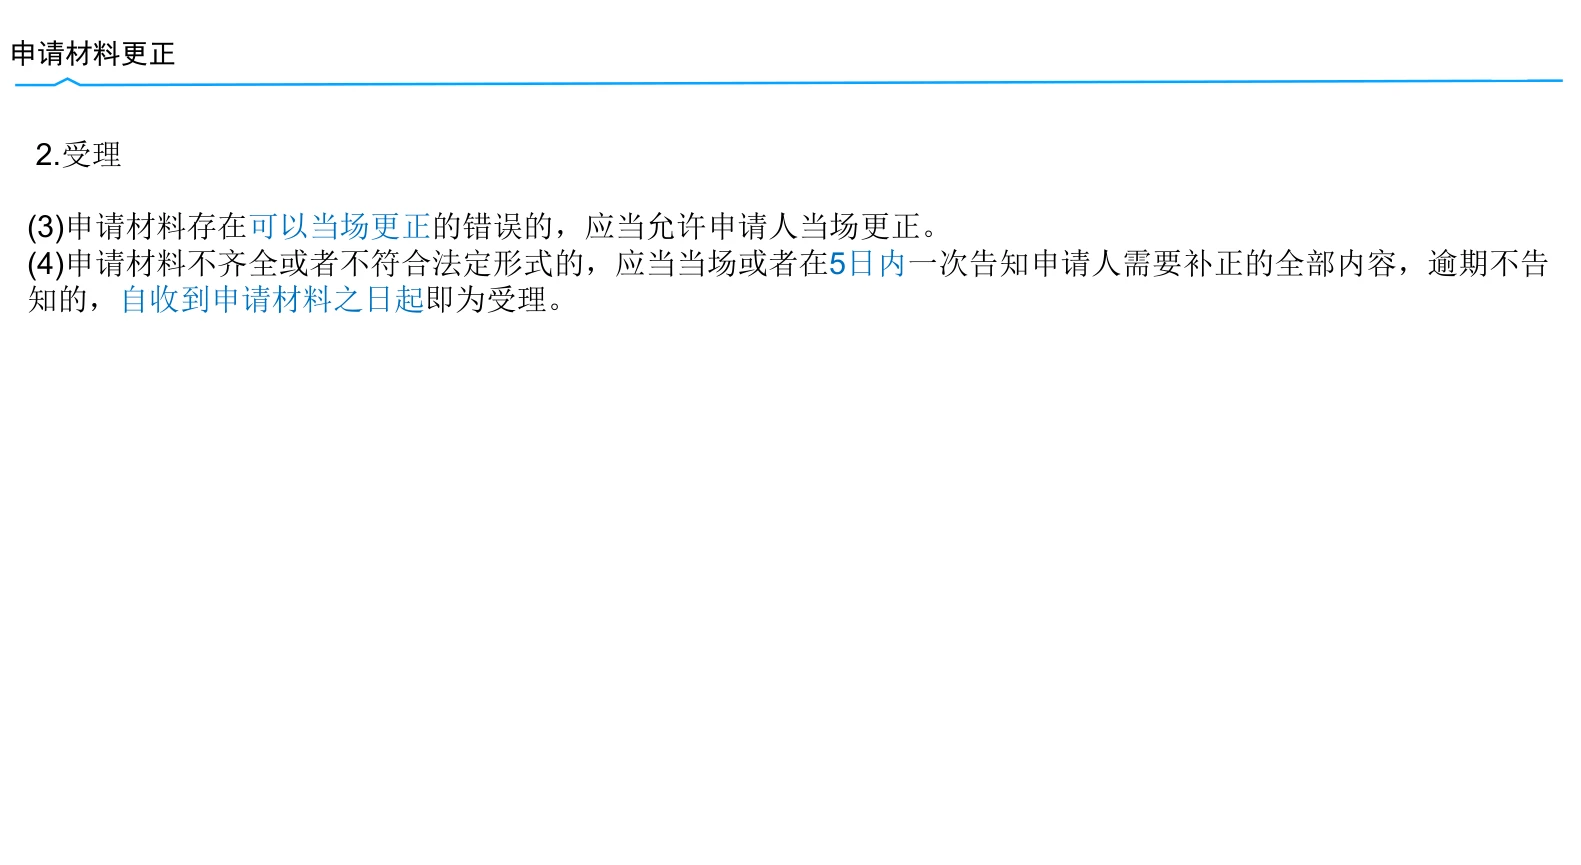 申请材料更正
2.受理
(3)申请材料存在可以当场更正的错误的，应当允许申请人当场更正。
(4)申请材料不齐全或者不符合法定形式的，应当当场或者在5日内一次告知申请人需要补正的全部内容，逾期不告
知的，自收到申请材料之日起即为受理。